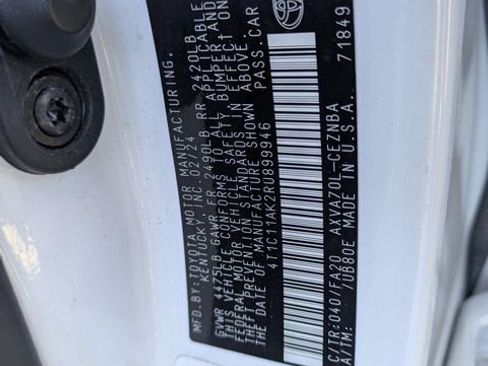 MFD.BY:TOYOTA MOTOR MANUFACTURING,
KENTUCKY, INC. 02/24
GVWR 4475LB GAWR FR 2490LB RR 2420LB
THIS VEHICLE CONFORMS TO ALL APPLICABLE
FEDERAL MOTOR VEHICLE SAFETY, BUMPER AND
THEFT PREVENTION STANDARDS IN EFFECT ON
THE DATE OF MANUFACTURE SHOWN ABOVE.
4T1C11AK2RU899946 PASS.CAR
C/TR:040/FA20 AXVA70L-CEZNBA
A/TM: /UB80E MADE IN U.S.A. 71849